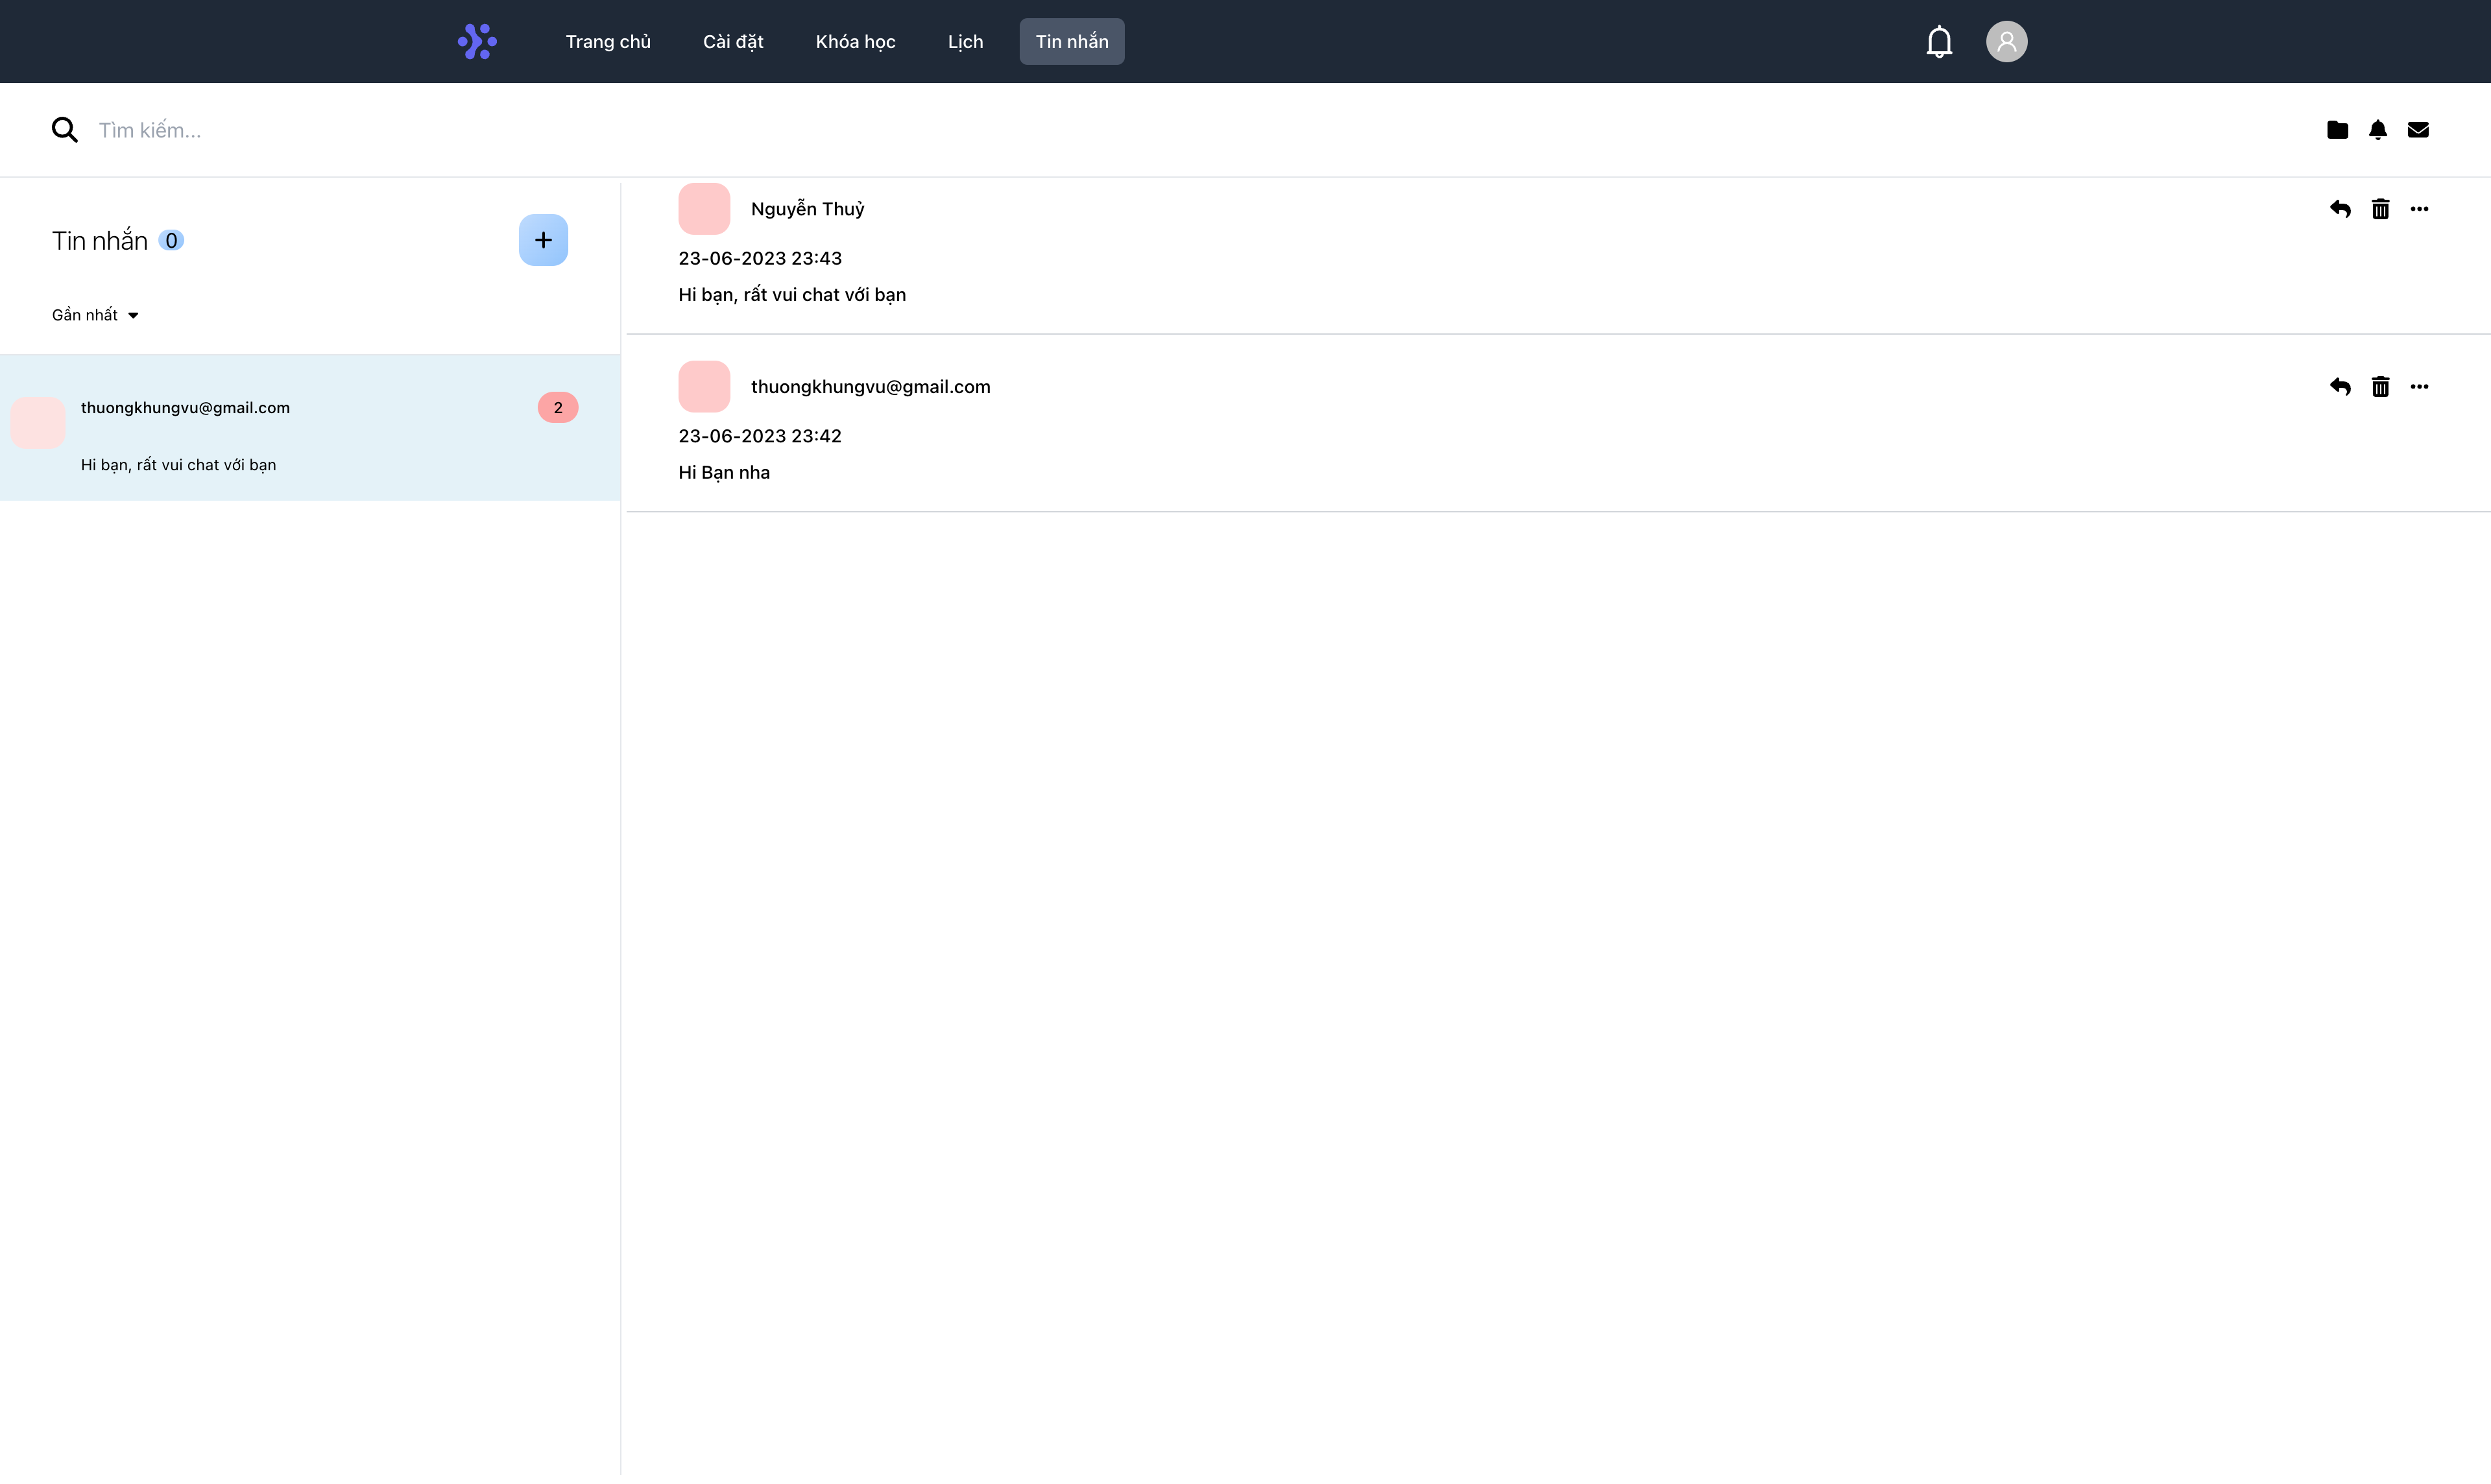 Trang chủ Cài đặt Khóa học Lịch Tin nhắn
Tìm kiếm...
Tin nhắn 0
Gần nhất
thuongkhungvu@gmail.com 2
Hi bạn, rất vui chat với bạn
Nguyễn Thuỷ
23-06-2023 23:43
Hi bạn, rất vui chat với bạn
thuongkhungvu@gmail.com
23-06-2023 23:42
Hi Bạn nha